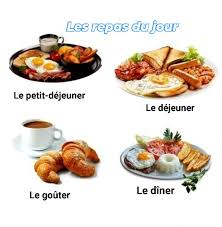 Les repas du jour
Le petit-déjeuner
Le déjeuner
Le goûter
Le dîner